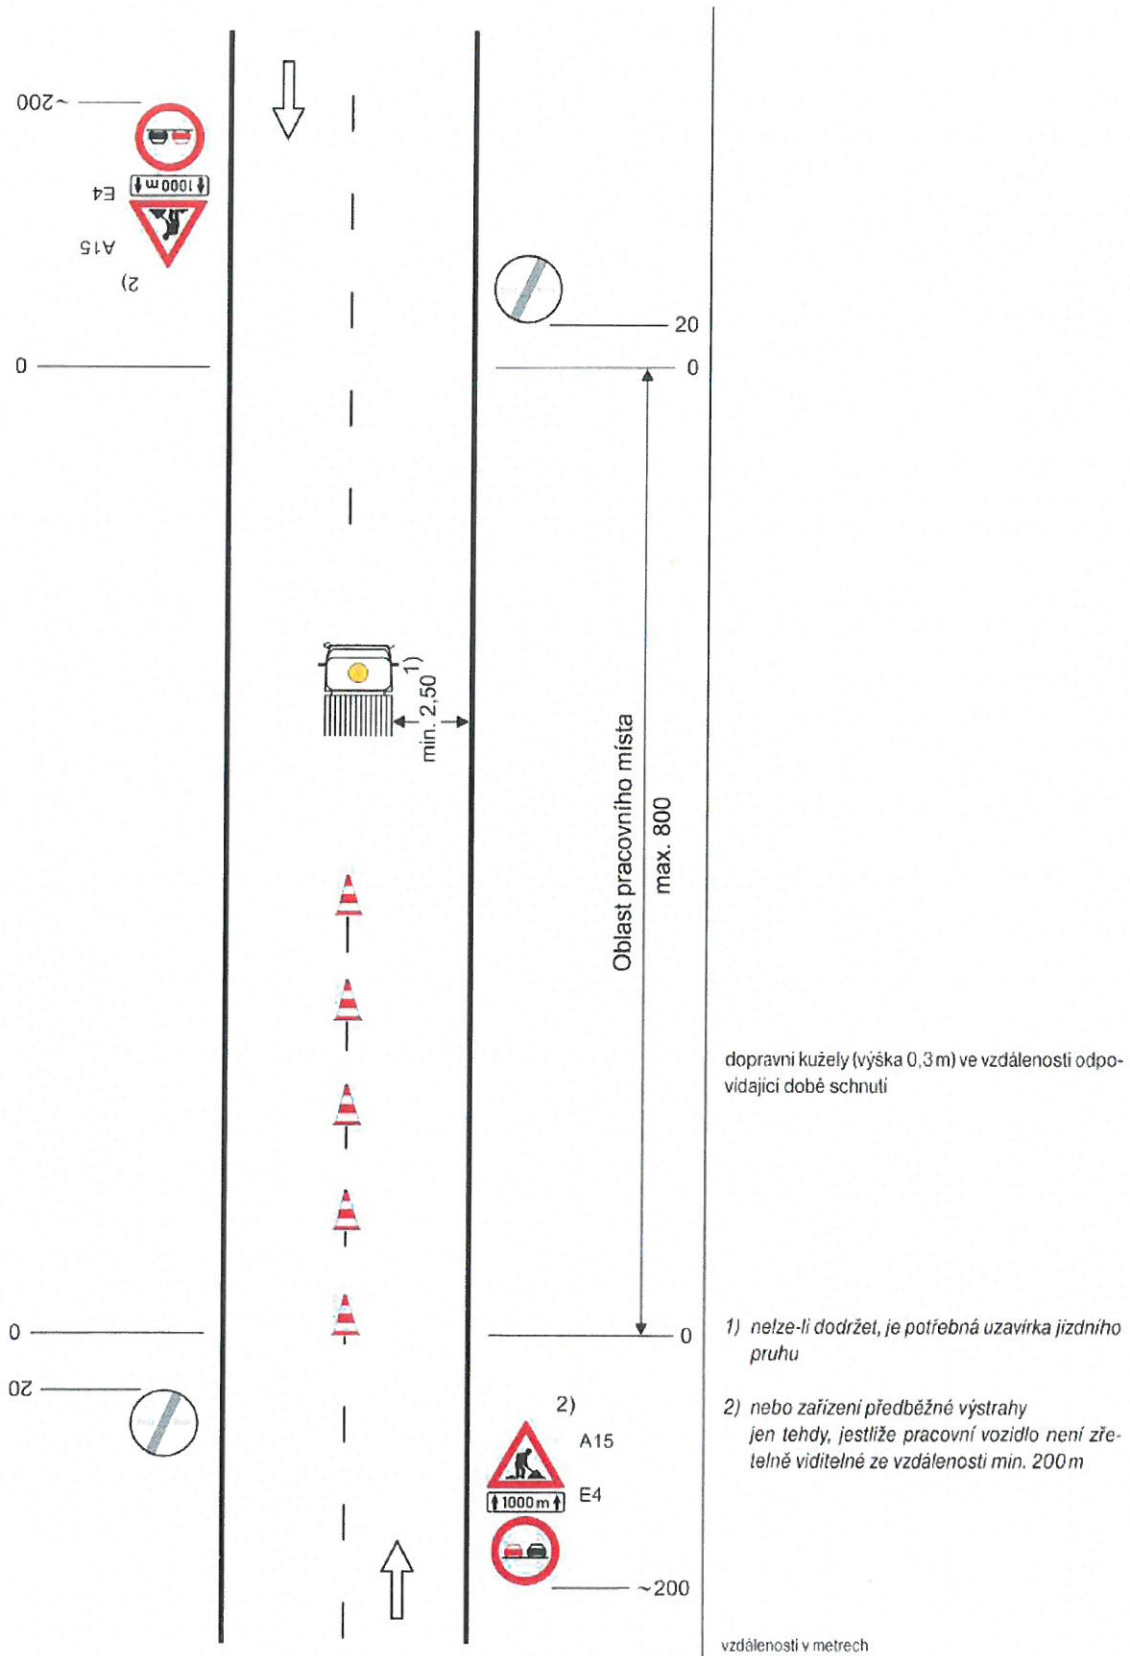 ~200
1000 m
E4
A15
2)
20
0
0
min. 2,50 1)
Oblast pracovního místa
max. 800
dopravní kužely (výška 0,3 m) ve vzdálenosti odpo-
vídající době schnutí
0
0
20
1) nelze-li dodržet, je potřebná uzavírka jízdního
pruhu
2) nebo zařízení předběžné výstrahy
jen tehdy, jestliže pracovní vozidlo není zře-
telně viditelné ze vzdálenosti min. 200 m
2)
A15
1000 m
E4
~200
vzdálenosti v metrech